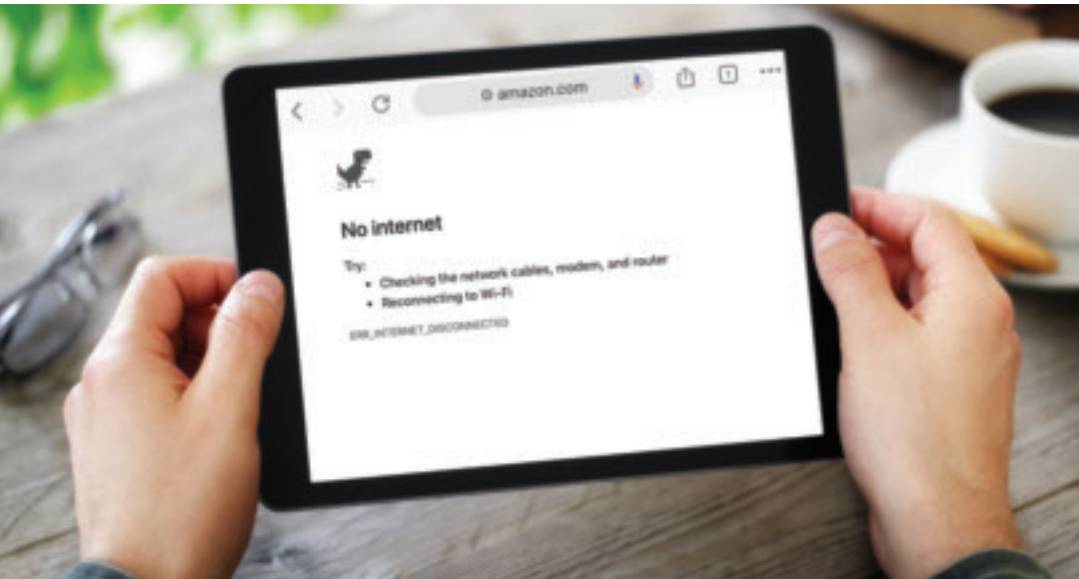 amazon.com
No internet
Try:
• Checking the network cables, modem, and router
• Reconnecting to Wi-Fi
ERR_INTERNET_DISCONNECTED